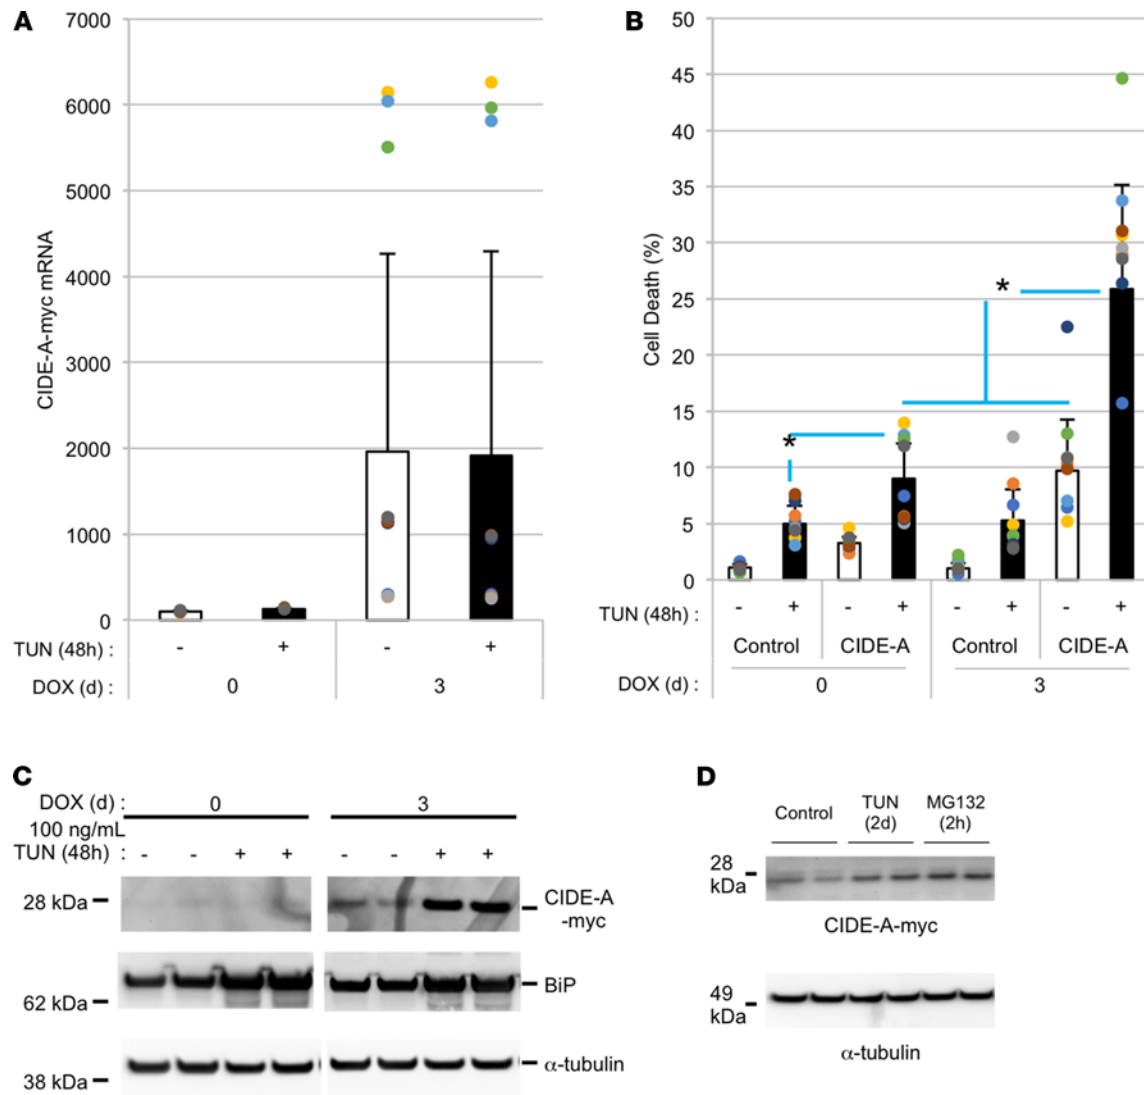 A
7000
6000
5000
4000
3000
2000
1000
0
CIDE-A-myc mRNA
TUN (48h) : - + - +
DOX (d) : 0 3
B
50
45
40
35
30
25
20
15
10
5
0
Cell Death (%)
*
*
TUN (48h) : - + - + - + - +
Control CIDE-A Control CIDE-A
DOX (d) : 0 3
C
DOX (d) : 0 3
100 ng/mL
TUN (48h) : - - + + - - + +
28 kDa
CIDE-A
-myc
BiP
62 kDa
α-tubulin
38 kDa
D
Control TUN MG132
(2d) (2h)
28
kDa
CIDE-A-myc
49
kDa
α-tubulin